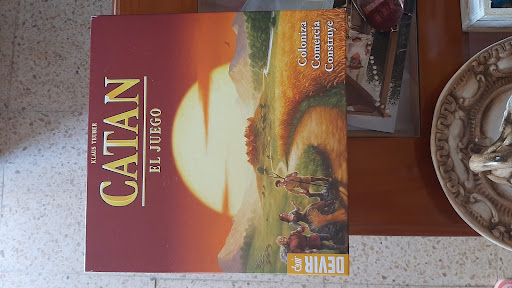 KLAUS TEUBER
CATAN
EL JUEGO
Coloniza
Comercia
Construye
DEVIR